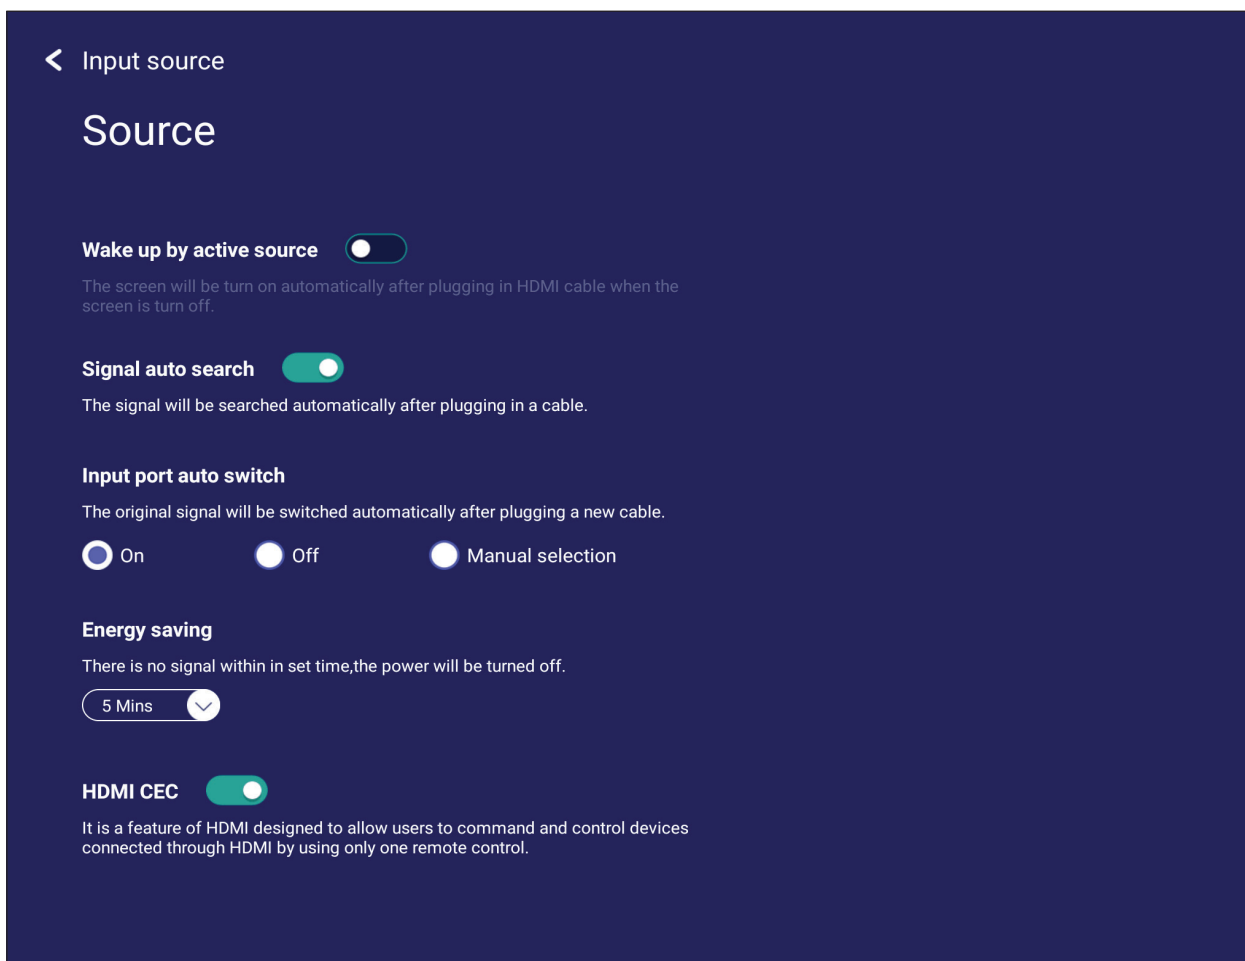 Input source
Source
Wake up by active source
The screen will be turn on automatically after plugging in HDMI cable when the
screen is turn off.
Signal auto search
The signal will be searched automatically after plugging in a cable.
Input port auto switch
The original signal will be switched automatically after plugging a new cable.
On Off Manual selection
Energy saving
There is no signal within in set time,the power will be turned off.
5 Mins
HDMI CEC
It is a feature of HDMI designed to allow users to command and control devices
connected through HDMI by using only one remote control.